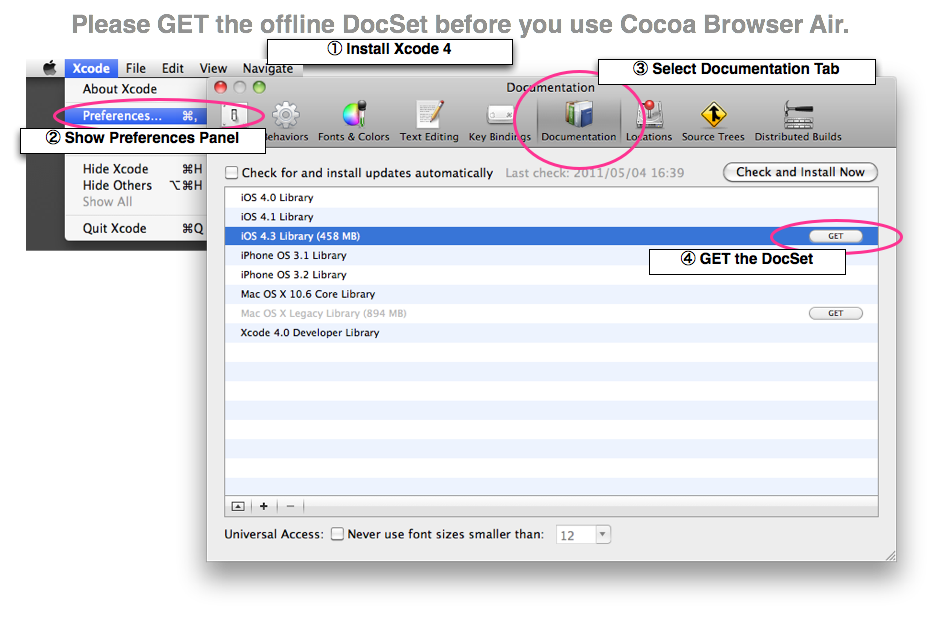 Please GET the offline DocSet before you use Cocoa Browser Air.
① Install Xcode 4
Xcode File Edit View Navigate
③ Select Documentation Tab
About Xcode
Documentation
Preferences... ⌘,
② Show Preferences Panel
Fonts & Colors Text Editing Key Bindings Documentation Locations Source Trees Distributed Builds
Hide Xcode ⌘H
Hide Others ⌥⌘H
Show All
Quit Xcode ⌘Q
Check for and install updates automatically Last check: 2011/05/04 16:39 Check and Install Now
iOS 4.0 Library
iOS 4.1 Library
iOS 4.3 Library (458 MB) GET
④ GET the DocSet
iPhone OS 3.1 Library
iPhone OS 3.2 Library
Mac OS X 10.6 Core Library
Mac OS X Legacy Library (894 MB) GET
Xcode 4.0 Developer Library
Universal Access: Never use font sizes smaller than: 12